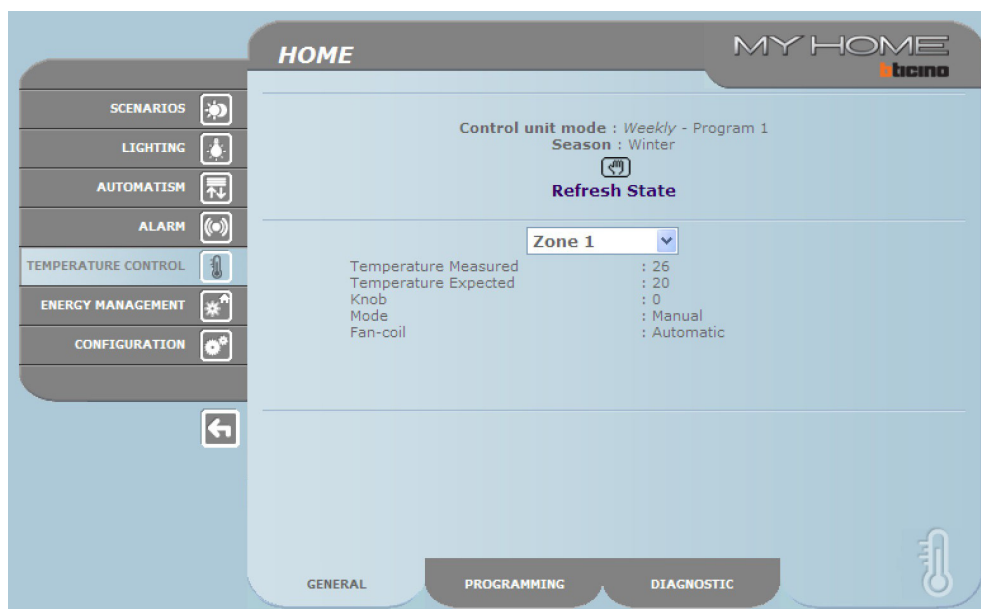 HOME
MY HOME
bticino
SCENARIOS
LIGHTING
AUTOMATISM
ALARM
TEMPERATURE CONTROL
ENERGY MANAGEMENT
CONFIGURATION
Control unit mode : Weekly - Program 1
Season : Winter
Refresh State
Zone 1
Temperature Measured : 26
Temperature Expected : 20
Knob : 0
Mode : Manual
Fan-coil : Automatic
GENERAL PROGRAMMING DIAGNOSTIC